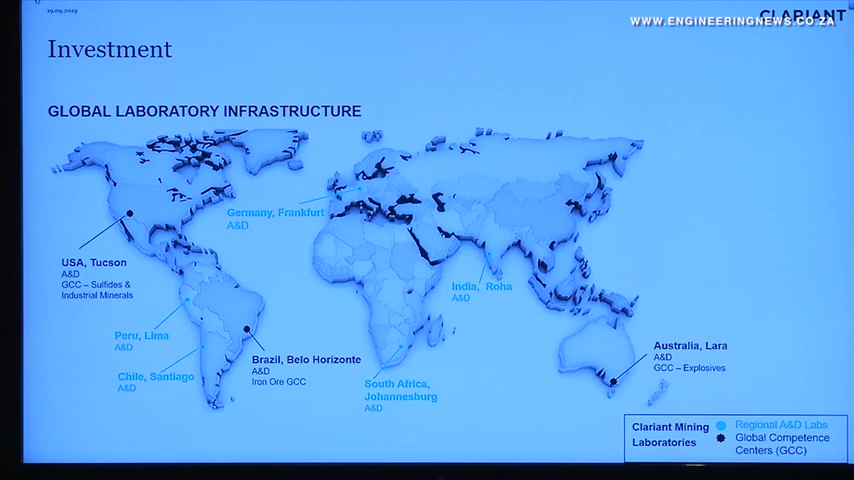 17
19.09.2019
CLARIANT
WWW.ENGINEERINGNEWS.CO.ZA
Investment
GLOBAL LABORATORY INFRASTRUCTURE
Germany, Frankfurt
A&D
USA, Tucson
A&D
GCC – Sulfides &
Industrial Minerals
India, Roha
A&D
Peru, Lima
A&D
Chile, Santiago
A&D
Brazil, Belo Horizonte
A&D
Iron Ore GCC
South Africa,
Johannesburg
A&D
Australia, Lara
A&D
GCC – Explosives
Clariant Mining
Laboratories
Regional A&D Labs
Global Competence
Centers (GCC)